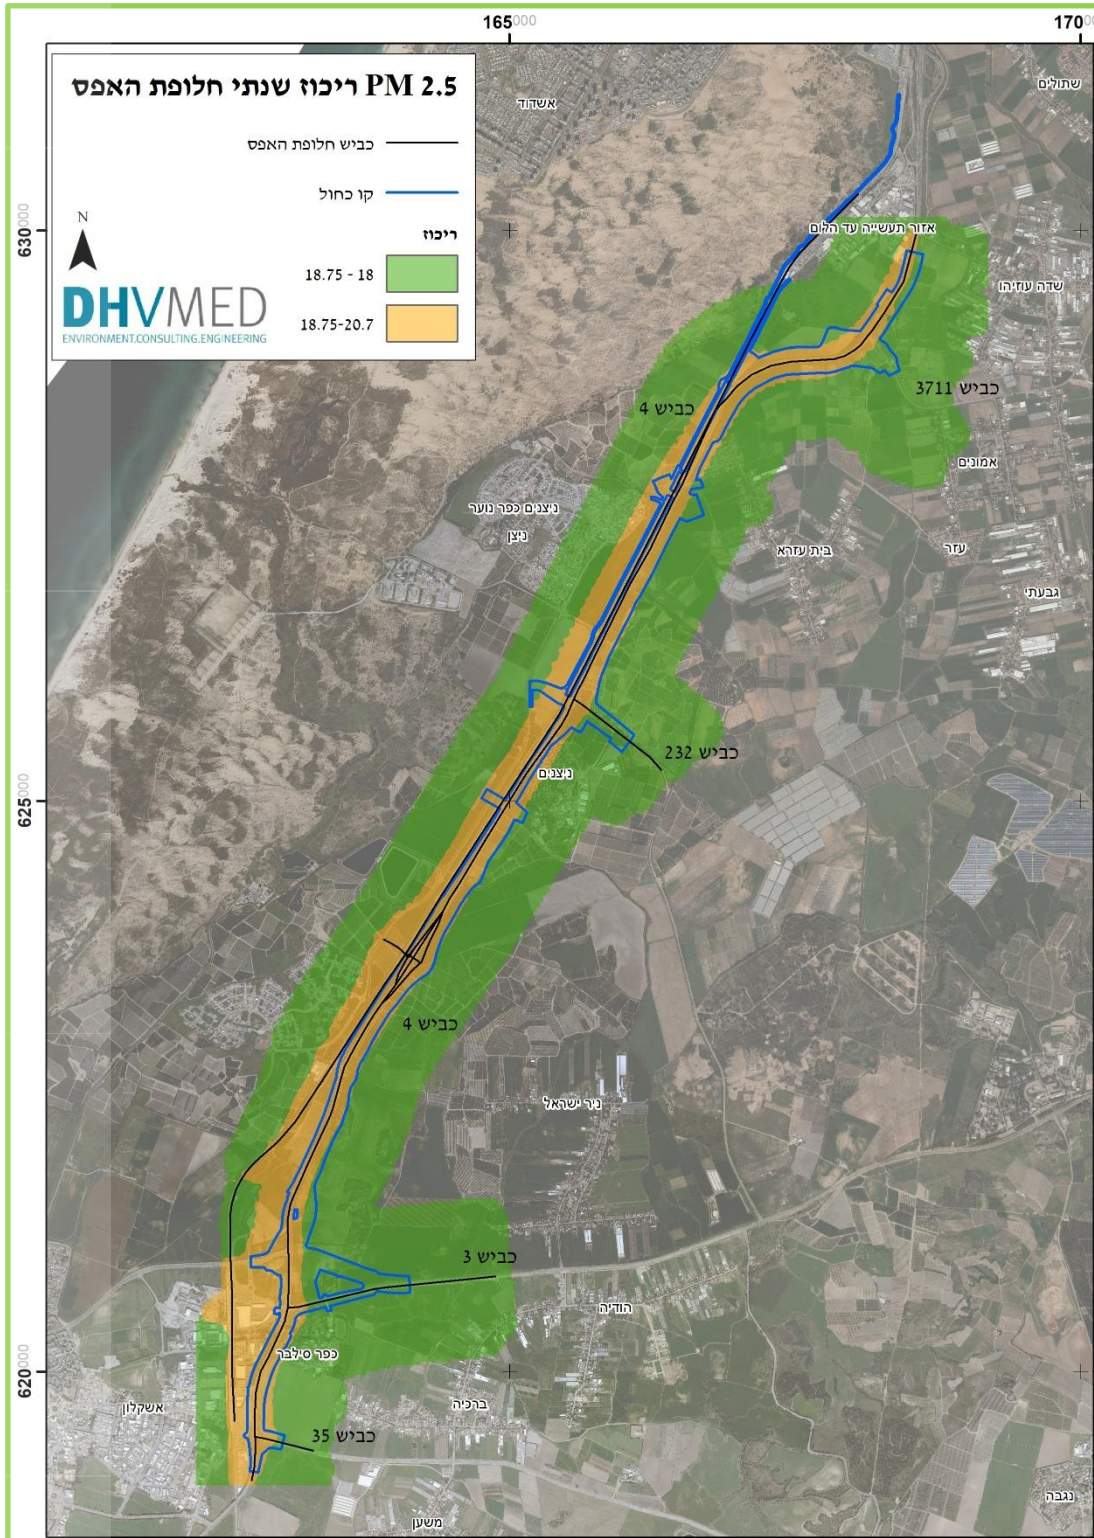 165000
170000
PM 2.5 ריכוז שנתי חלופת האפס
כביש חלופת האפס
קו כחול
ריכוז
18.75 - 18
18.75-20.7
N
DHVMED
ENVIRONMENT.CONSULTING.ENGINEERING
שתולים
אשדוד
630000
אזור תעשייה עד הלום
שדה עוזיהו
כביש 3711
כביש 4
אמונים
ניצנים כפר נוער
ניצן
בית עזרא
עזר
גבעתי
כביש 232
ניצנים
625000
כביש 4
ניר ישראל
כביש 3
הודיה
כפר סילבר
620000
ברכיה
אשקלון
כביש 35
נגבה
משען